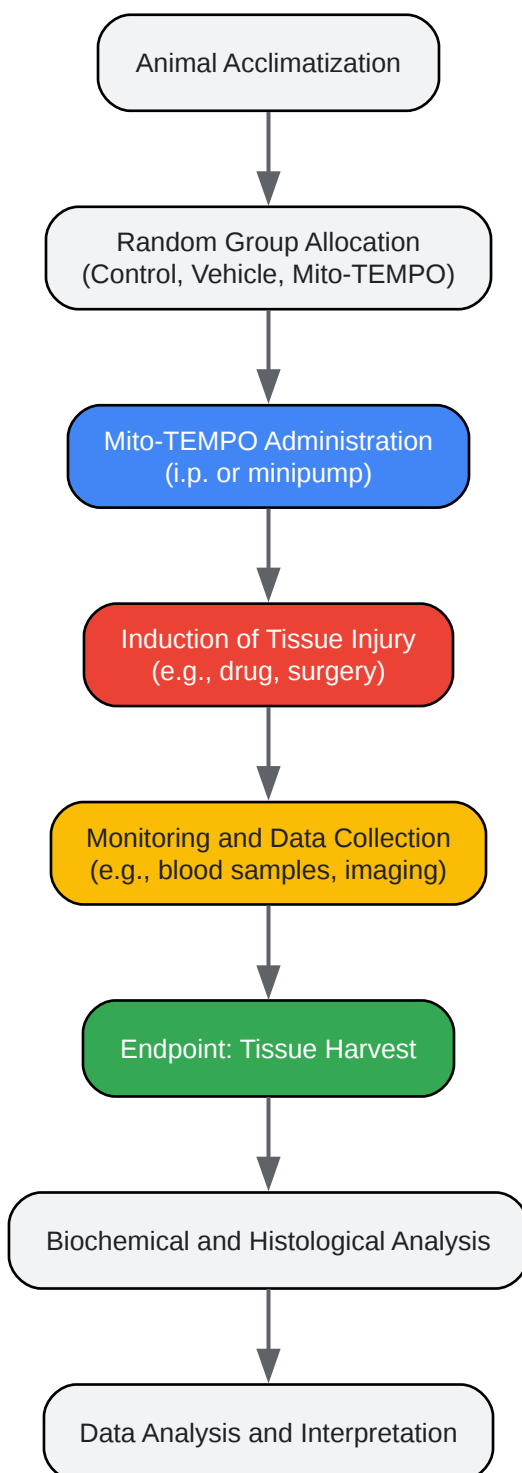 Animal Acclimatization
Random Group Allocation
(Control, Vehicle, Mito-TEMPO)
Mito-TEMPO Administration
(i.p. or minipump)
Induction of Tissue Injury
(e.g., drug, surgery)
Monitoring and Data Collection
(e.g., blood samples, imaging)
Endpoint: Tissue Harvest
Biochemical and Histological Analysis
Data Analysis and Interpretation